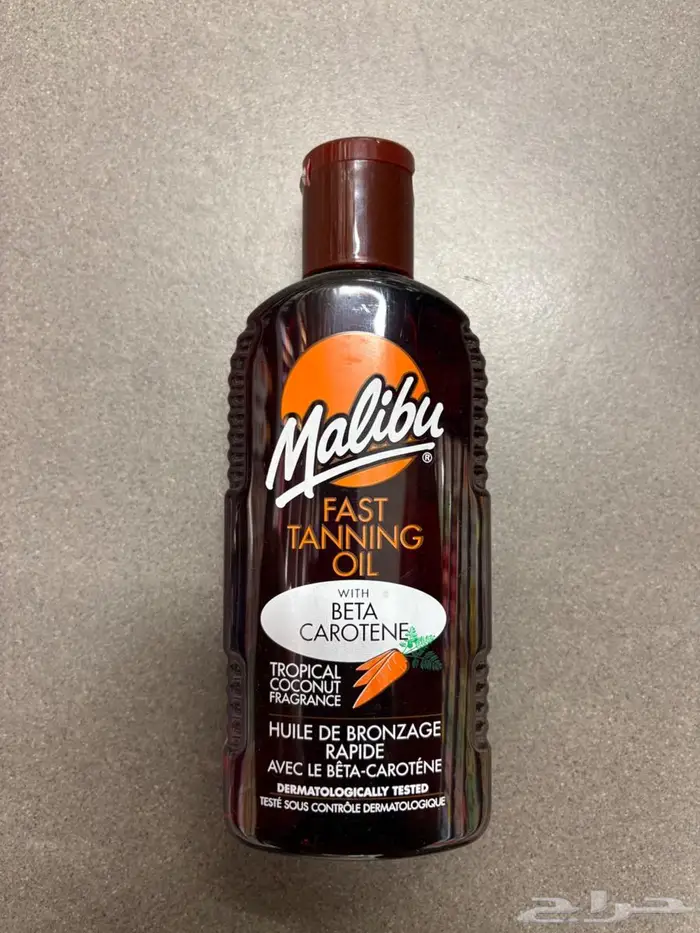 Malibu®
FAST
TANNING
OIL
WITH
BETA
CAROTENE
TROPICAL
COCONUT
FRAGRANCE
HUILE DE BRONZAGE
RAPIDE
AVEC LE BÊTA-CAROTÉNE
DERMATOLOGICALLY TESTED
TESTÉ SOUS CONTRÔLE DERMATOLOGIQUE
حراج